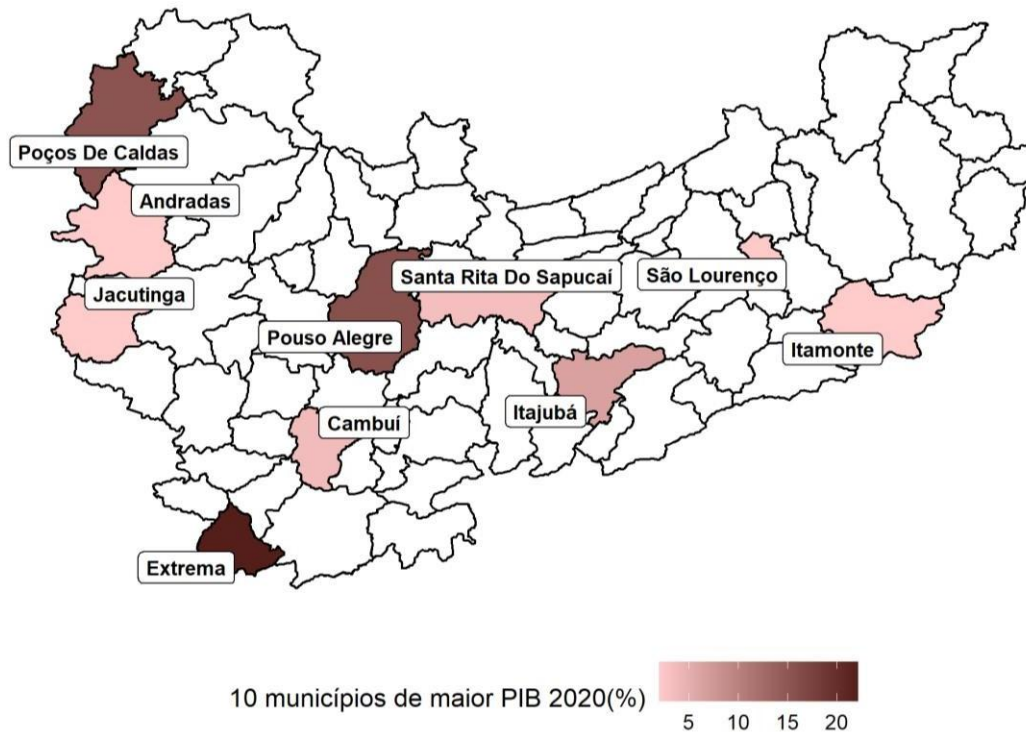 Poços De Caldas
Andradas
Santa Rita Do Sapucaí
São Lourenço
Jacutinga
Pouso Alegre
Itamonte
Cambuí
Itajubá
Extrema
10 municípios de maior PIB 2020(%)
5 10 15 20